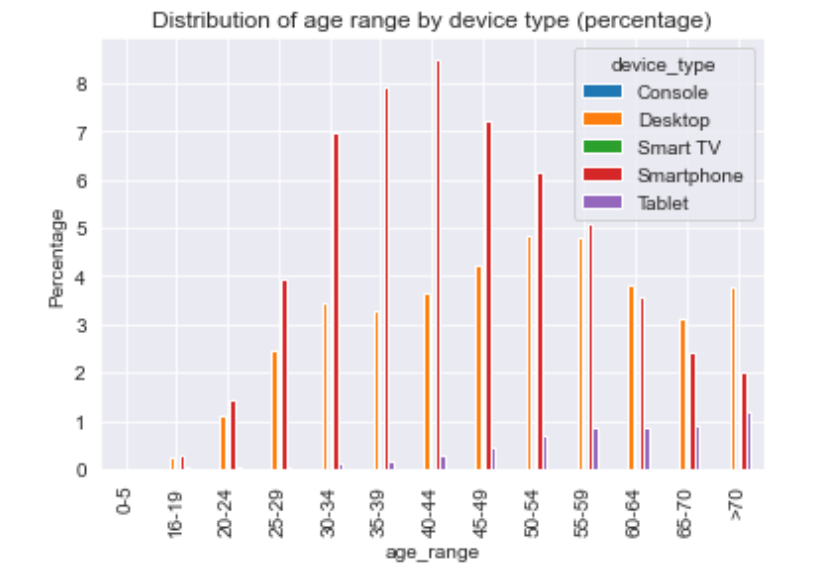 Distribution of age range by device type (percentage)
device_type
Console
Desktop
Smart TV
Smartphone
Tablet
Percentage
8
7
6
5
4
3
2
1
0
0-5
16-19
20-24
25-29
30-34
35-39
40-44
45-49
50-54
55-59
60-64
65-70
>70
age_range